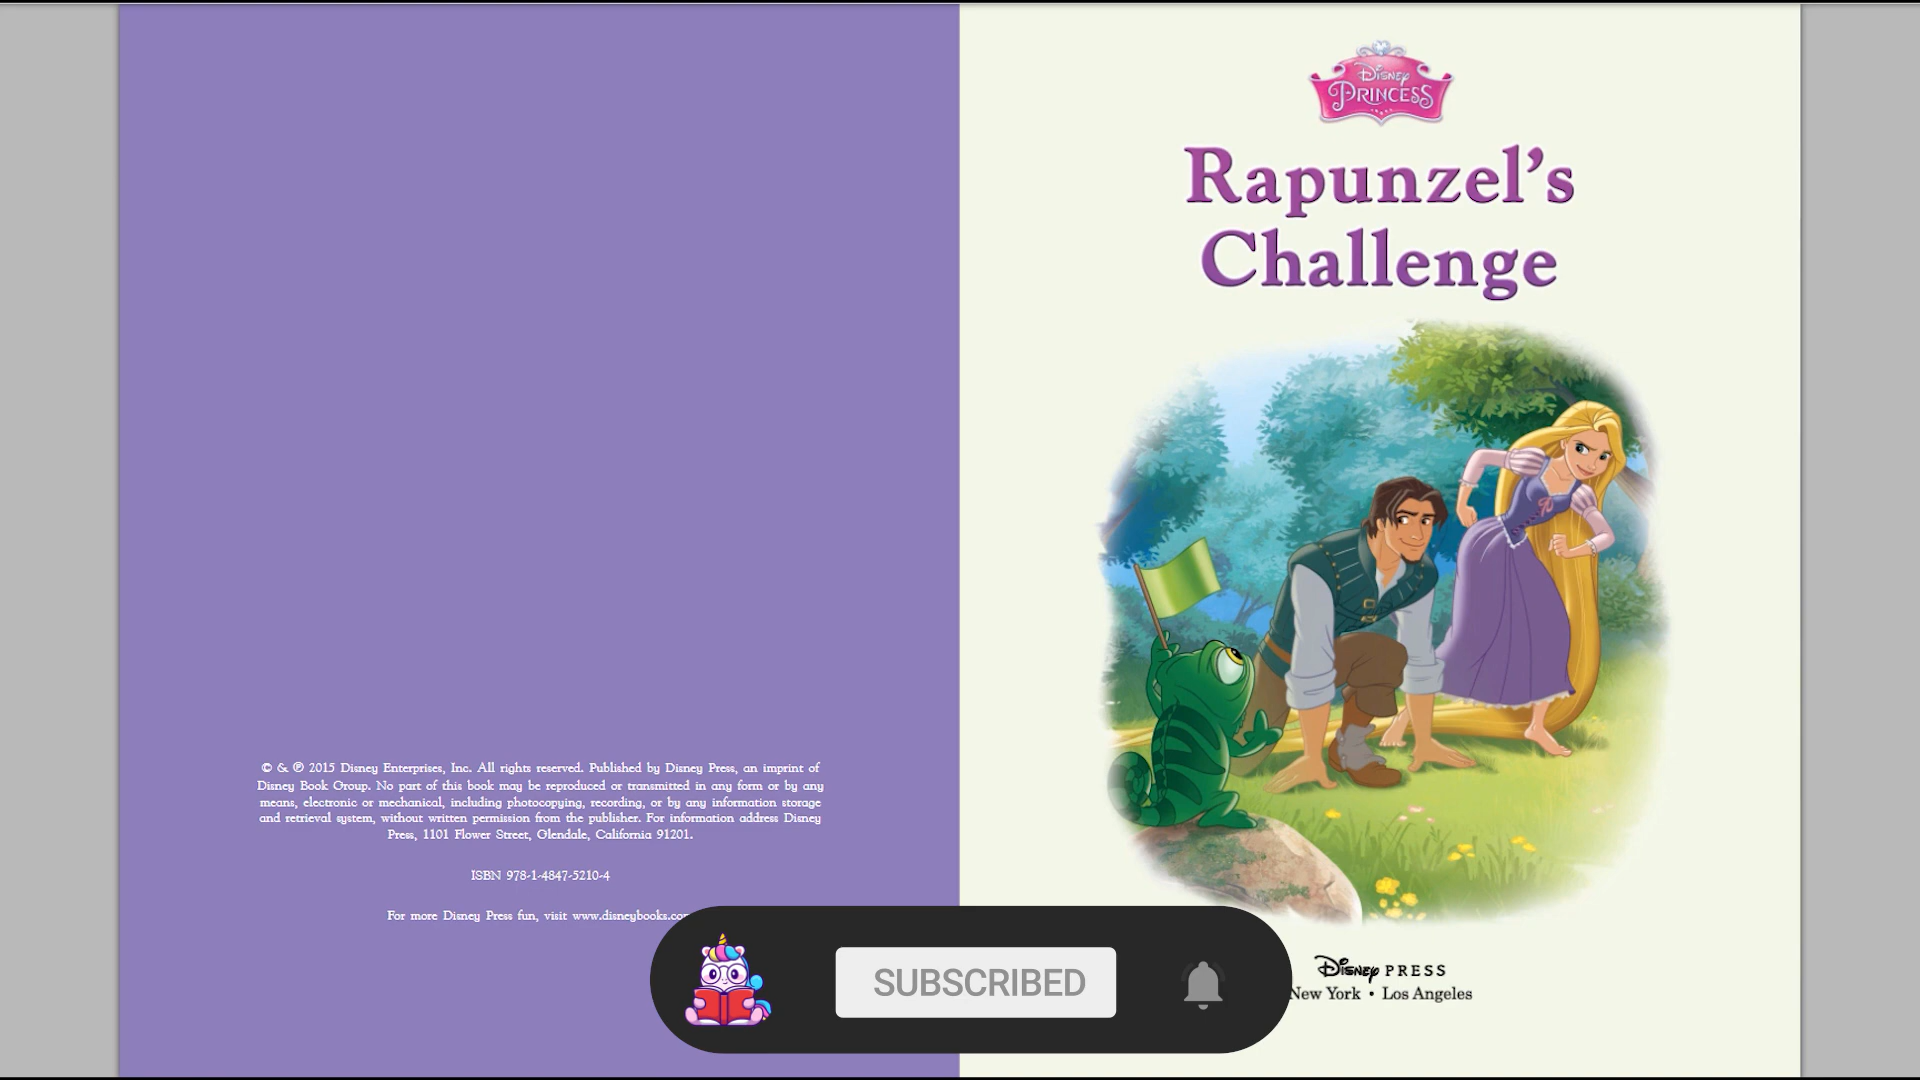 © & ℗ 2015 Disney Enterprises, Inc. All rights reserved. Published by Disney Press, an imprint of
Disney Book Group. No part of this book may be reproduced or transmitted in any form or by any
means, electronic or mechanical, including photocopying, recording, or by any information storage
and retrieval system, without written permission from the publisher. For information address Disney
Press, 1101 Flower Street, Glendale, California 91201.
ISBN 978-1-4847-5210-4
For more Disney Press fun, visit
Disney
PRINCESS
Rapunzel's
Challenge
Disney PRESS
New York • Los Angeles
SUBSCRIBED